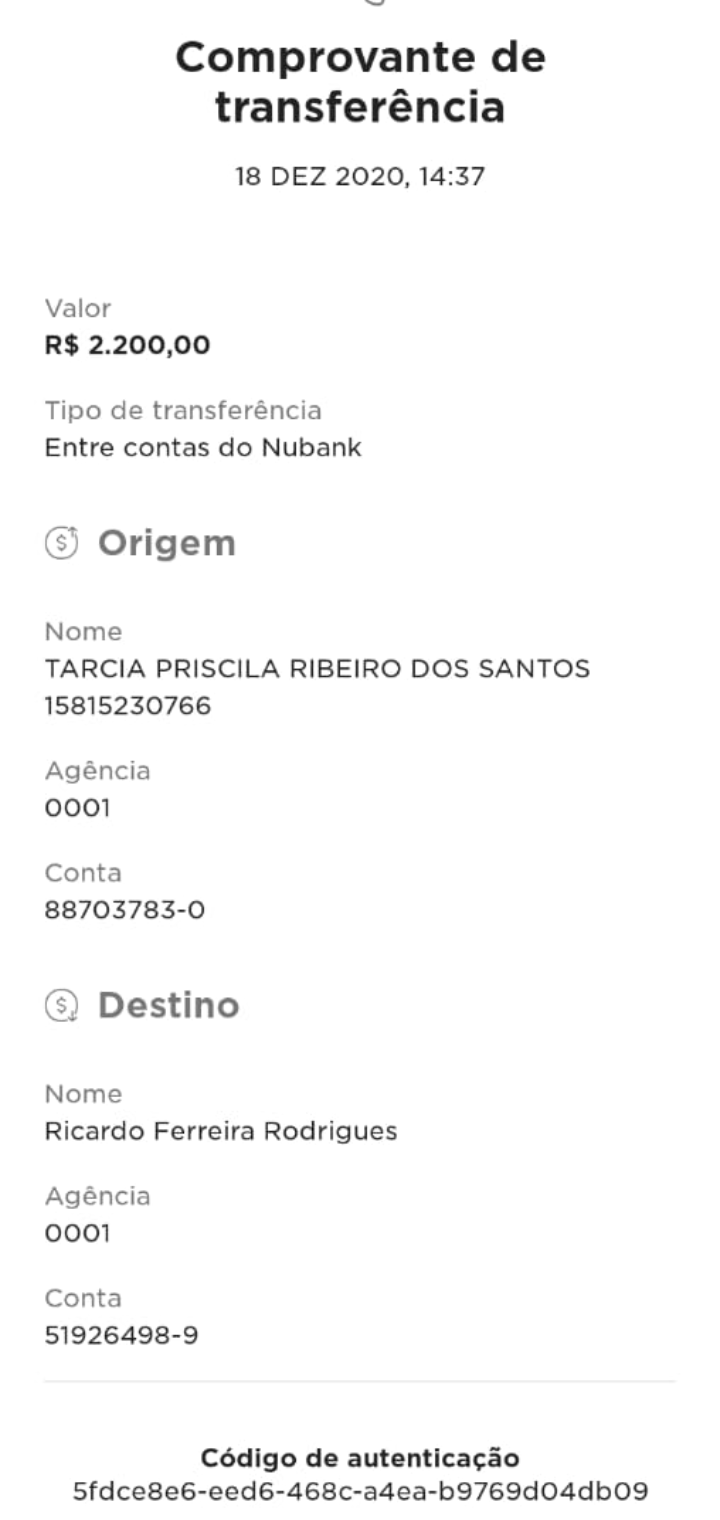 Comprovante de
transferência
18 DEZ 2020, 14:37
Valor
R$ 2.200,00
Tipo de transferência
Entre contas do Nubank
Origem
Nome
TARCIA PRISCILA RIBEIRO DOS SANTOS
15815230766
Agência
0001
Conta
88703783-0
Destino
Nome
Ricardo Ferreira Rodrigues
Agência
0001
Conta
51926498-9
Código de autenticação
5fdce8e6-eed6-468c-a4ea-b9769d04db09